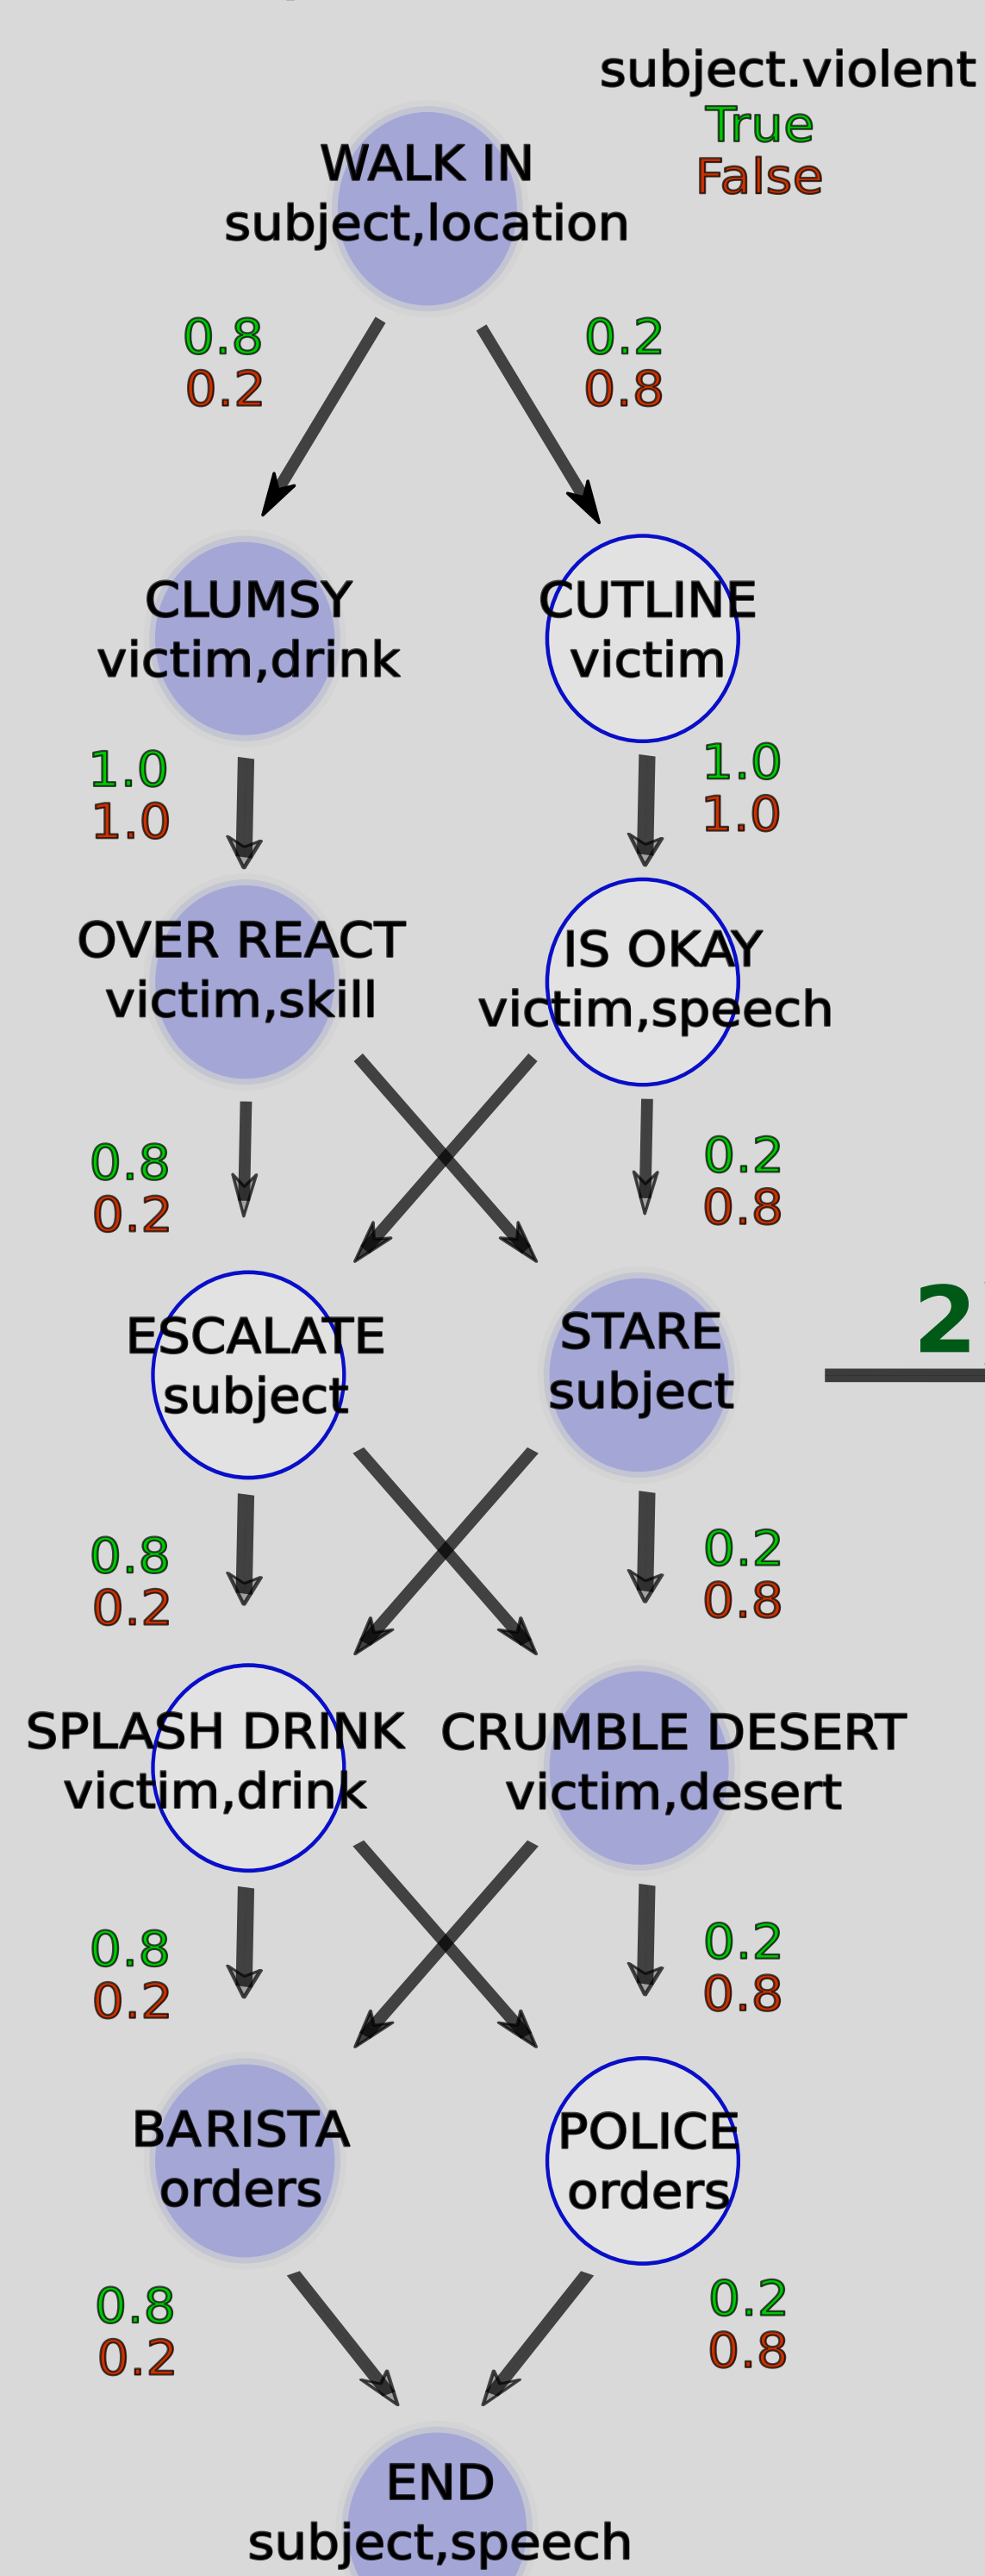 subject.violent
True
False
WALK IN
subject,location
0.8
0.2
0.2
0.8
CLUMSY
victim,drink
CUTLINE
victim
1.0
1.0
1.0
1.0
OVER REACT
victim,skill
IS OKAY
victim,speech
0.8
0.2
0.2
0.8
ESCALATE
subject
STARE
subject
2
0.8
0.2
0.2
0.8
SPLASH DRINK
victim,drink
CRUMBLE DESERT
victim,desert
0.8
0.2
0.2
0.8
BARISTA
orders
POLICE
orders
0.8
0.2
0.2
0.8
END
subject,speech